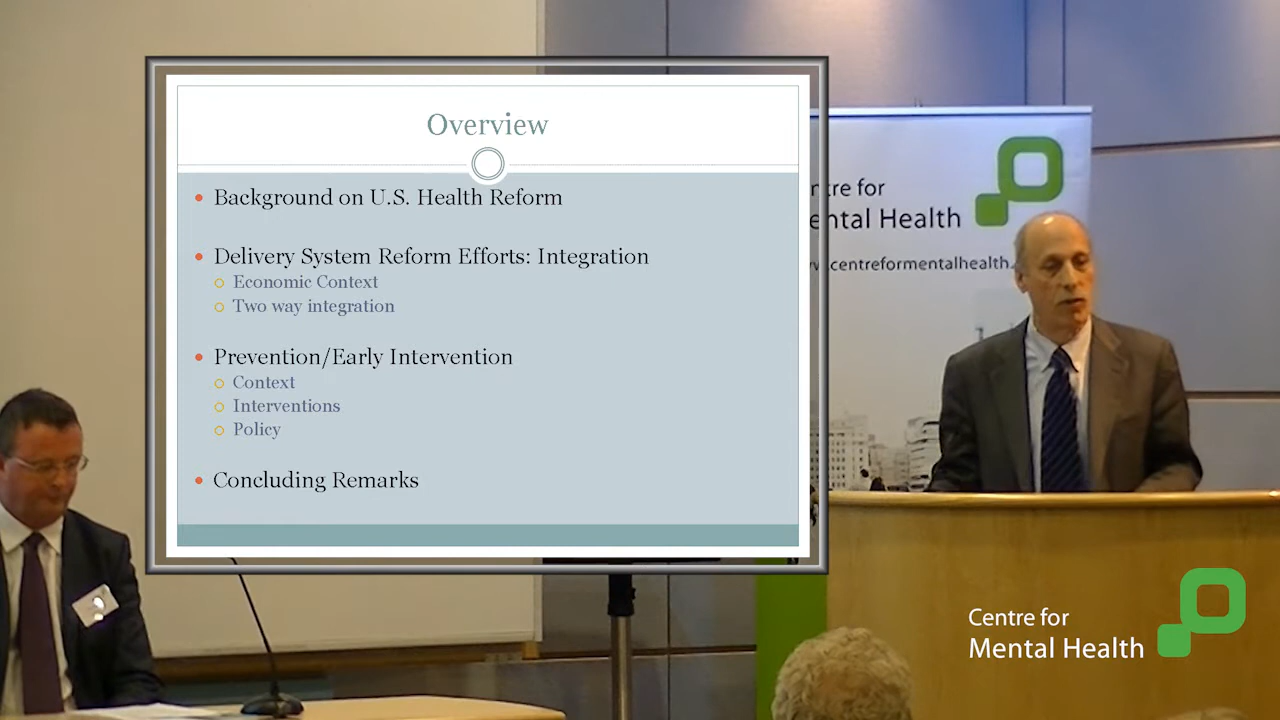 Overview
Background on U.S. Health Reform
Delivery System Reform Efforts: Integration
Economic Context
Two way integration
Prevention/Early Intervention
Context
Interventions
Policy
Concluding Remarks
ntre for
ental Health
centreformentalhealth.
Centre for
Mental Health